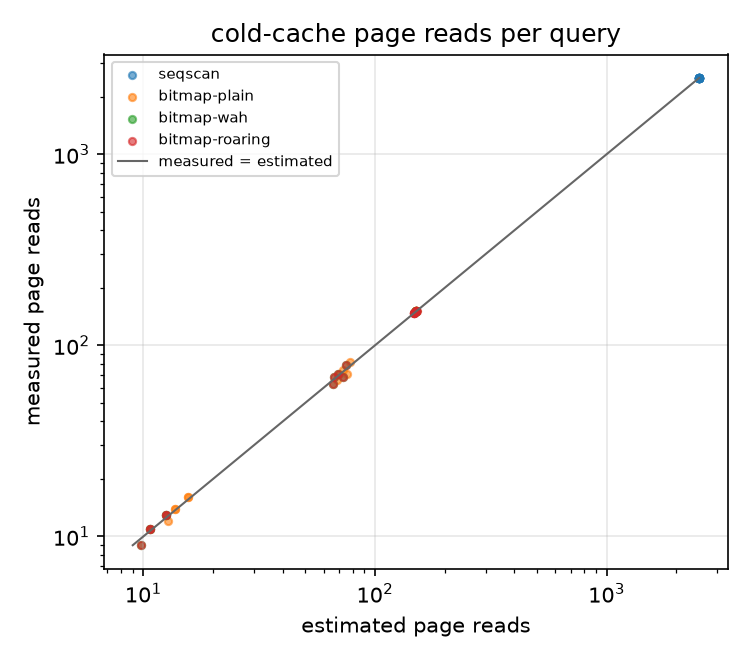 cold-cache page reads per query
seqscan
bitmap-plain
bitmap-wah
bitmap-roaring
measured = estimated
measured page reads
10³
10²
10¹
10¹ 10² 10³
estimated page reads